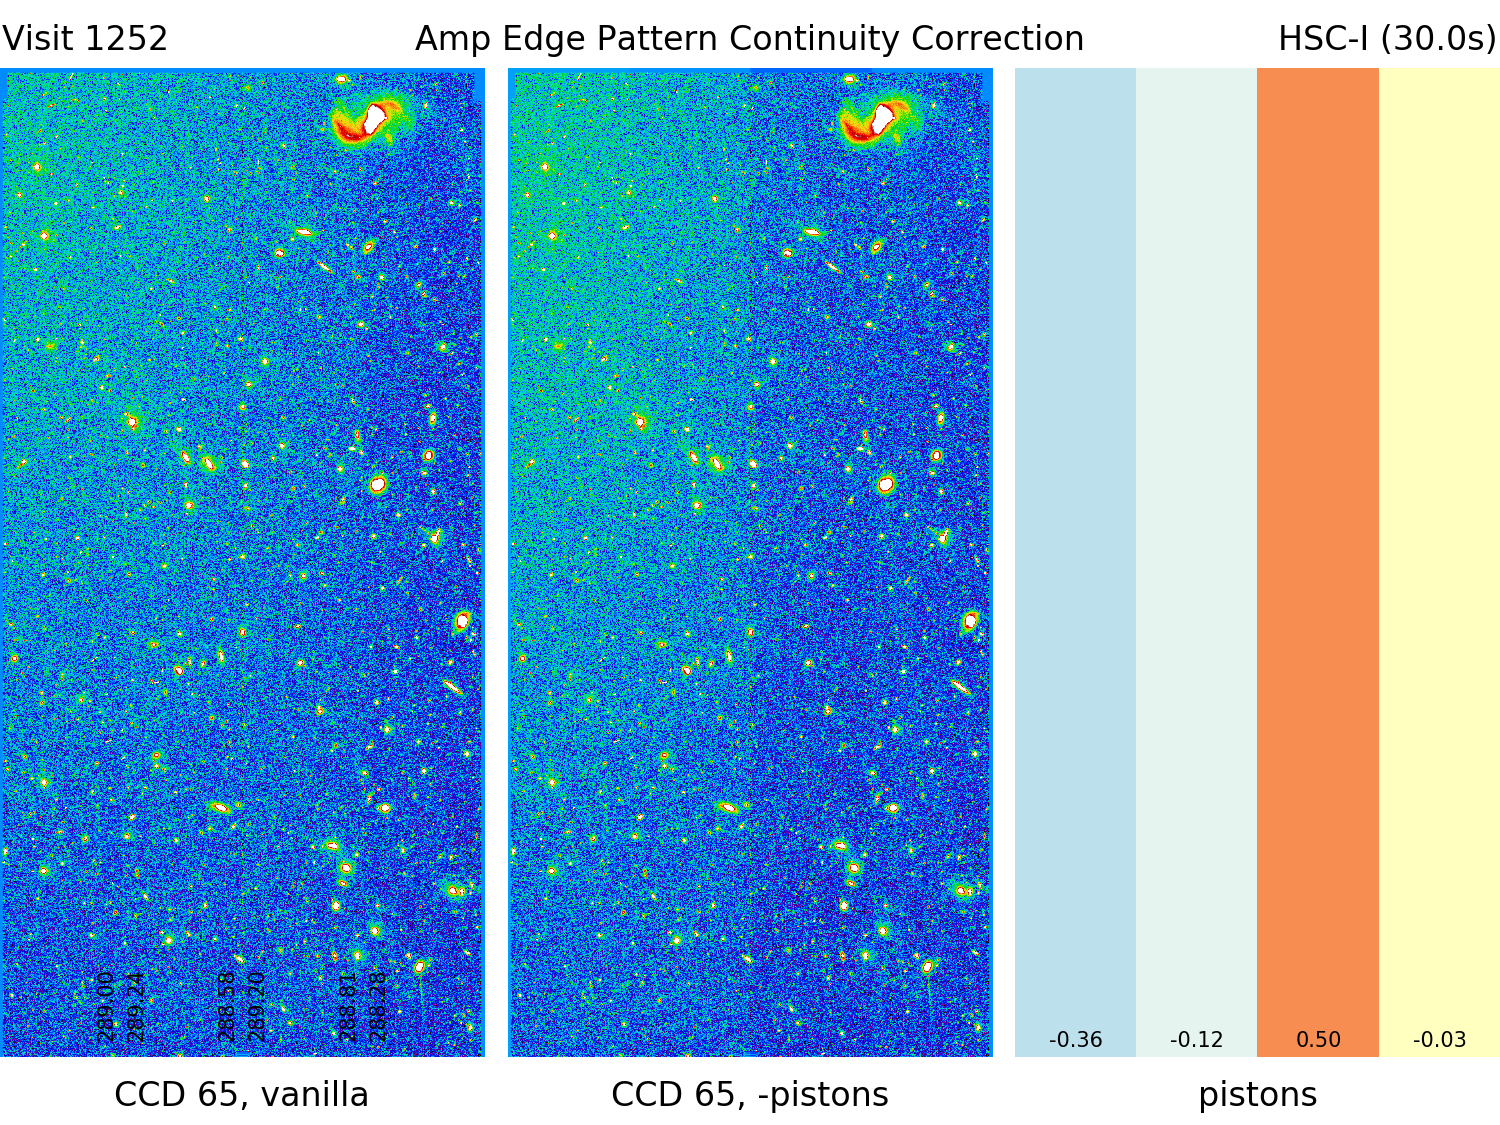 Visit 1252
Amp Edge Pattern Continuity Correction
HSC-I (30.0s)
289.00
289.24
288.58
289.20
288.81
288.28
-0.36
-0.12
0.50
-0.03
CCD 65, vanilla
CCD 65, -pistons
pistons